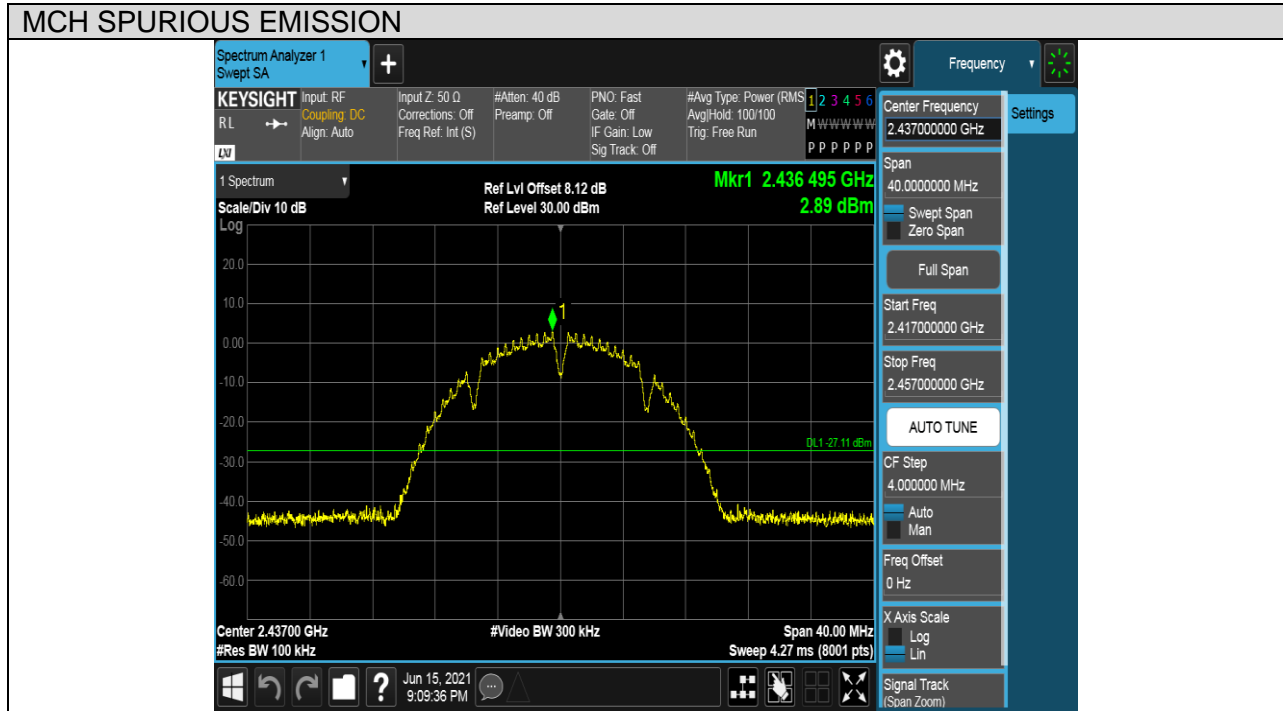 MCH SPURIOUS EMISSION
Spectrum Analyzer 1
Swept SA
+
Frequency
KEYSIGHT
RL
LXI
Input: RF
Coupling: DC
Align: Auto
Input Z: 50 Ω
Corrections: Off
Freq Ref: Int (S)
#Atten: 40 dB
Preamp: Off
PNO: Fast
Gate: Off
IF Gain: Low
Sig Track: Off
#Avg Type: Power (RMS
Avg|Hold: 100/100
Trig: Free Run
1 2 3 4 5 6
M W W W W W
P P P P P P
1 Spectrum
Scale/Div 10 dB
Ref Lvl Offset 8.12 dB
Ref Level 30.00 dBm
Mkr1 2.436 495 GHz
2.89 dBm
Log
20.0
10.0
0.00
-10.0
-20.0
-30.0
-40.0
-50.0
-60.0
1
DL1 -27.11 dBm
Center 2.43700 GHz
#Res BW 100 kHz
#Video BW 300 kHz
Span 40.00 MHz
Sweep 4.27 ms (8001 pts)
Center Frequency
2.437000000 GHz
Settings
Span
40.0000000 MHz
Swept Span
Zero Span
Full Span
Start Freq
2.417000000 GHz
Stop Freq
2.457000000 GHz
AUTO TUNE
CF Step
4.000000 MHz
Auto
Man
Freq Offset
0 Hz
X Axis Scale
Log
Lin
Signal Track
(Span Zoom)
?
Jun 15, 2021
9:09:36 PM